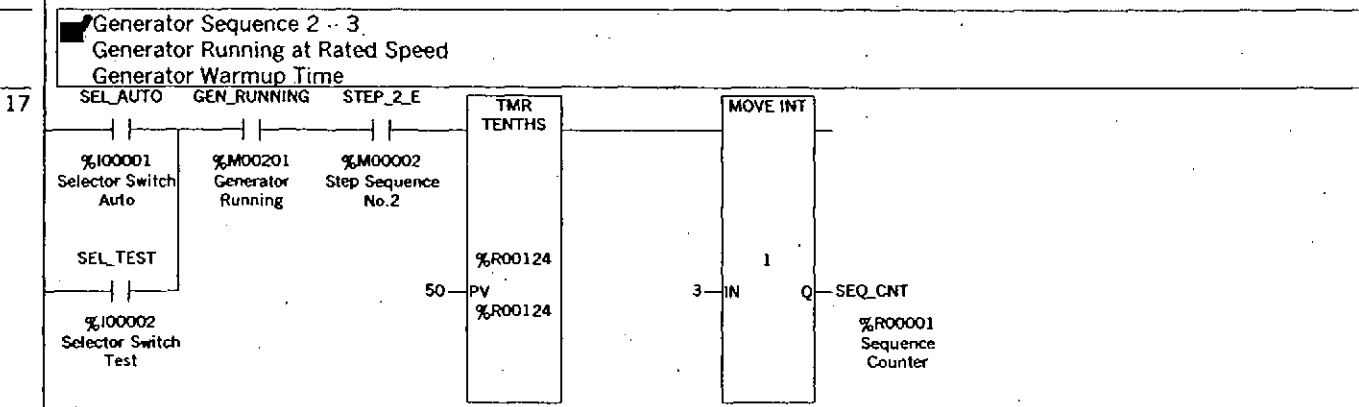 Generator Sequence 2 -- 3
Generator Running at Rated Speed
Generator Warmup Time
17
SEL_AUTO GEN_RUNNING STEP_2_E
TMR
TENTHS
MOVE INT
%I00001
Selector Switch
Auto
%M00201
Generator
Running
%M00002
Step Sequence
No.2
SEL_TEST
%I00002
Selector Switch
Test
%R00124
50 PV
%R00124
1
3 IN Q SEQ_CNT
%R00001
Sequence
Counter